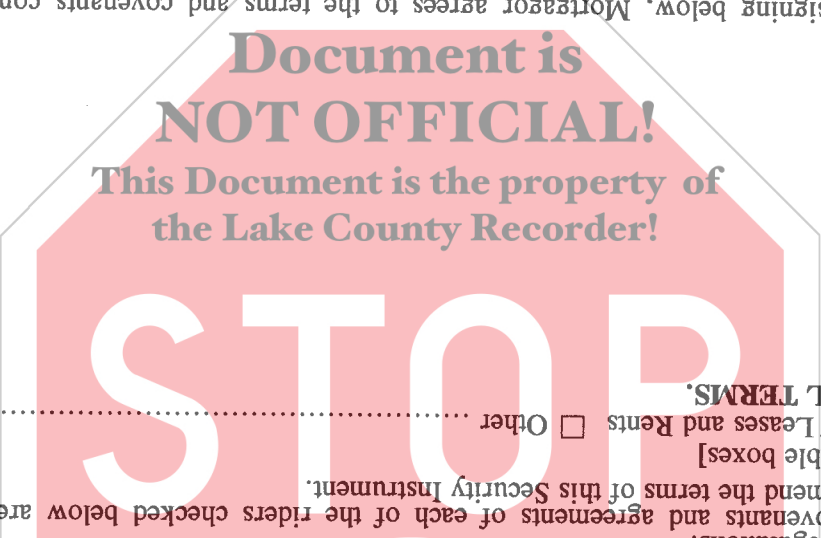 Document is
NOT OFFICIAL!
This Document is the property of
the Lake County Recorder!
STOP
ovenants and agreements of each of the riders checked below are
mend the terms of this Security Instrument.
ble boxes]
Leases and Rents ☐ Other ........................................
L TERMS.
signing below, Mortgagor agrees to the terms and covenants con